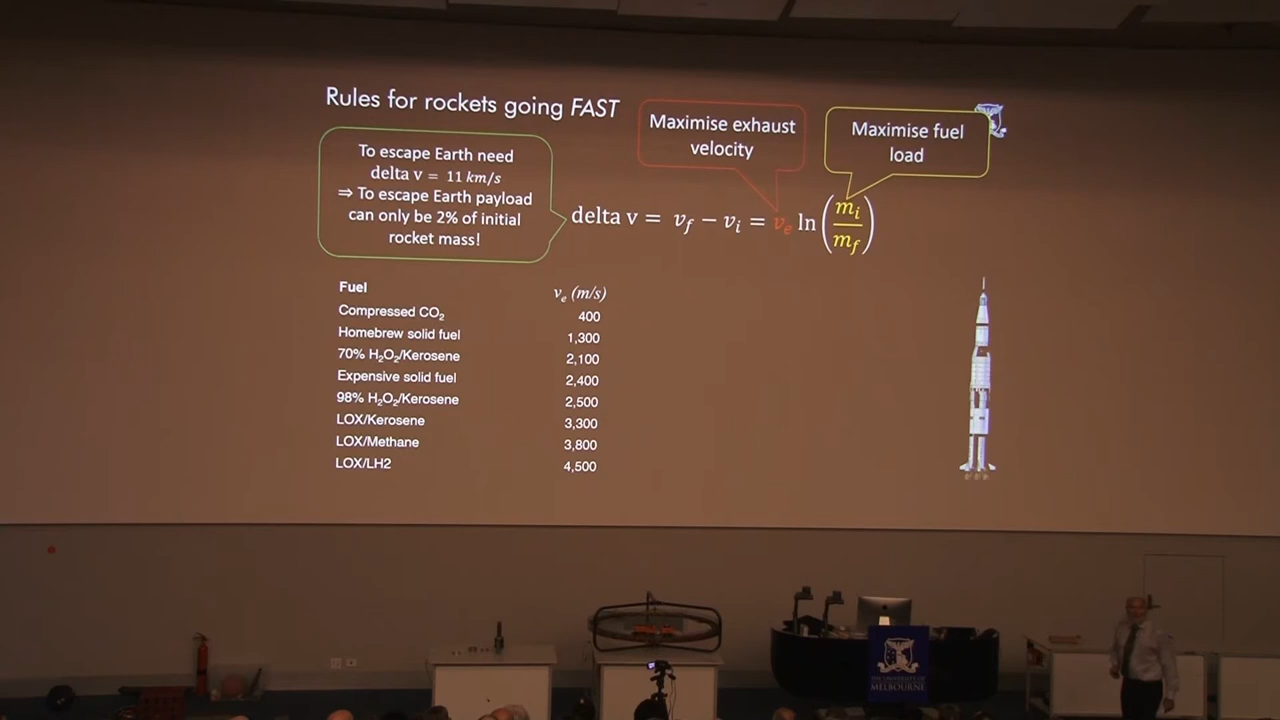 Rules for rockets going FAST
To escape Earth need
delta v = 11 km/s
⇒ To escape Earth payload
can only be 2% of initial
rocket mass!
Maximise exhaust
velocity
Maximise fuel
load
delta v = v_f − v_i = v_e ln(m_i/m_f)
Fuel v_e (m/s)
Compressed CO₂ 400
Homebrew solid fuel 1,300
70% H₂O₂/Kerosene 2,100
Expensive solid fuel 2,400
98% H₂O₂/Kerosene 2,500
LOX/Kerosene 3,300
LOX/Methane 3,800
LOX/LH2 4,500
THE UNIVERSITY OF
MELBOURNE